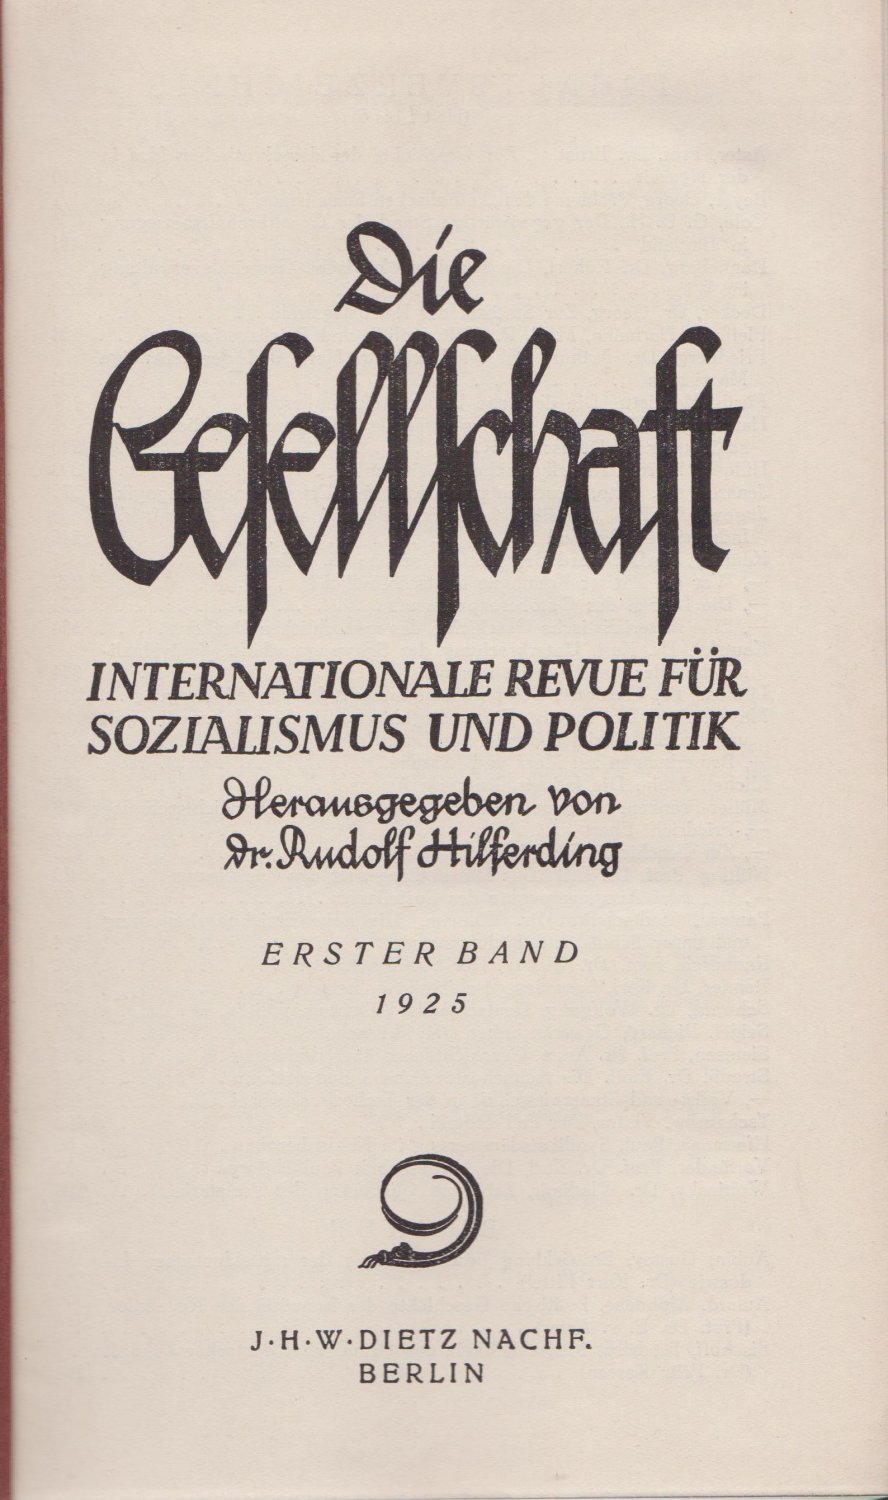 Die
Gesellschaft
INTERNATIONALE REVUE FÜR
SOZIALISMUS UND POLITIK
Herausgegeben von
Dr. Rudolf Hilferding
ERSTER BAND
1925
J·H·W·DIETZ NACHF.
BERLIN